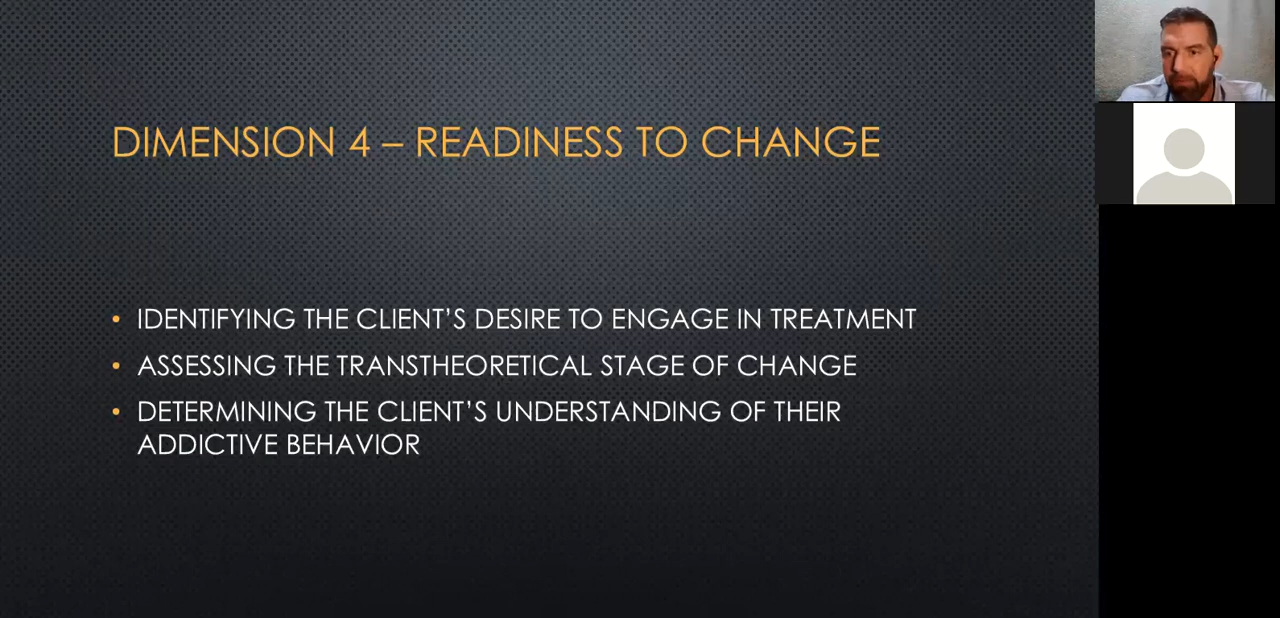 DIMENSION 4 – READINESS TO CHANGE
• IDENTIFYING THE CLIENT'S DESIRE TO ENGAGE IN TREATMENT
• ASSESSING THE TRANSTHEORETICAL STAGE OF CHANGE
• DETERMINING THE CLIENT'S UNDERSTANDING OF THEIR
ADDICTIVE BEHAVIOR